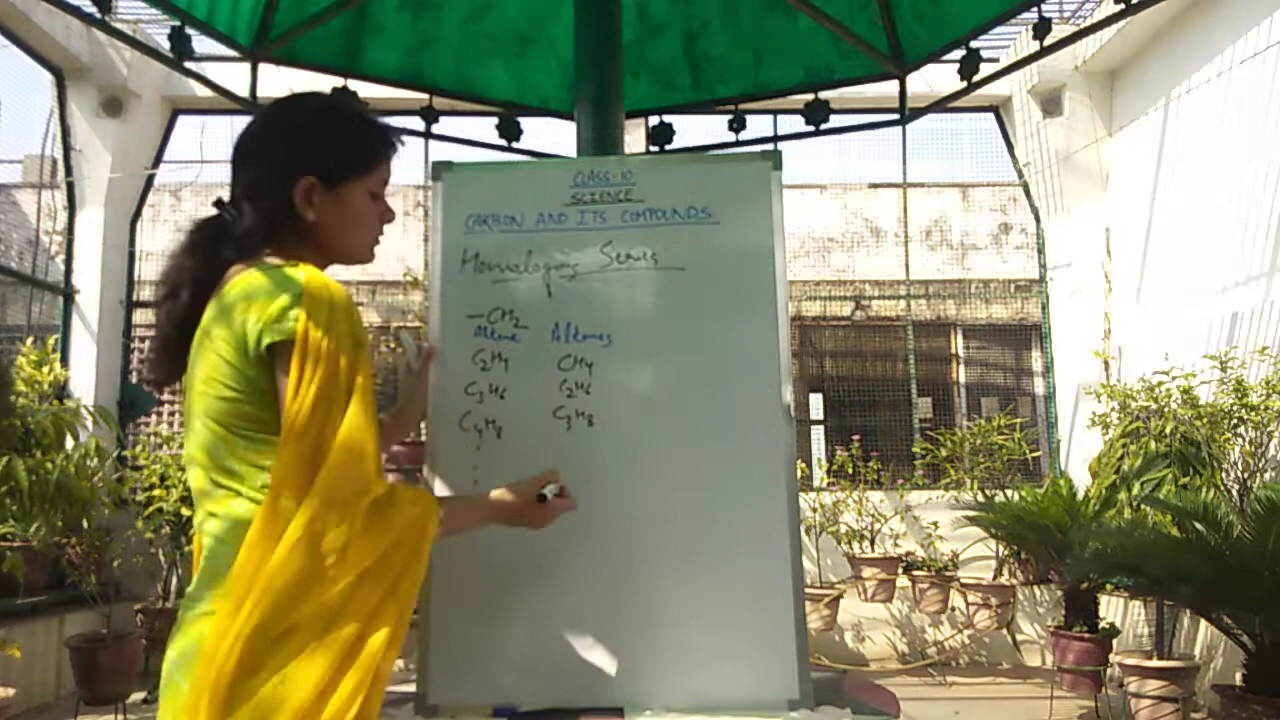 CLASS-10
SCIENCE
CARBON AND ITS COMPOUNDS
Homologous Series
-CH2
Alkene Alkanes
C2H4 CH4
C3H6 C2H6
C4H8 C3H8